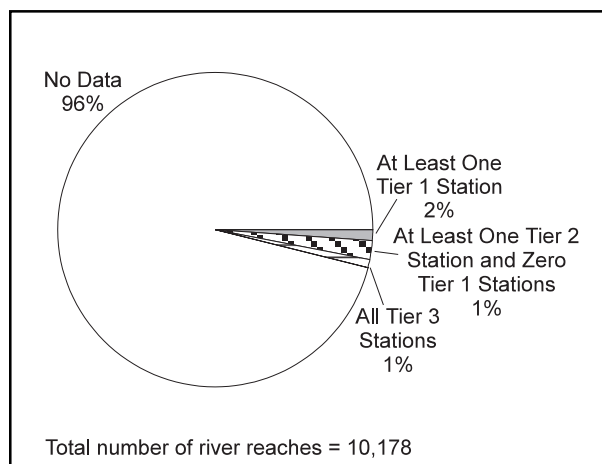 No Data
96%
At Least One
Tier 1 Station
2%
At Least One Tier 2
Station and Zero
Tier 1 Stations
1%
All Tier 3
Stations
1%
Total number of river reaches = 10,178